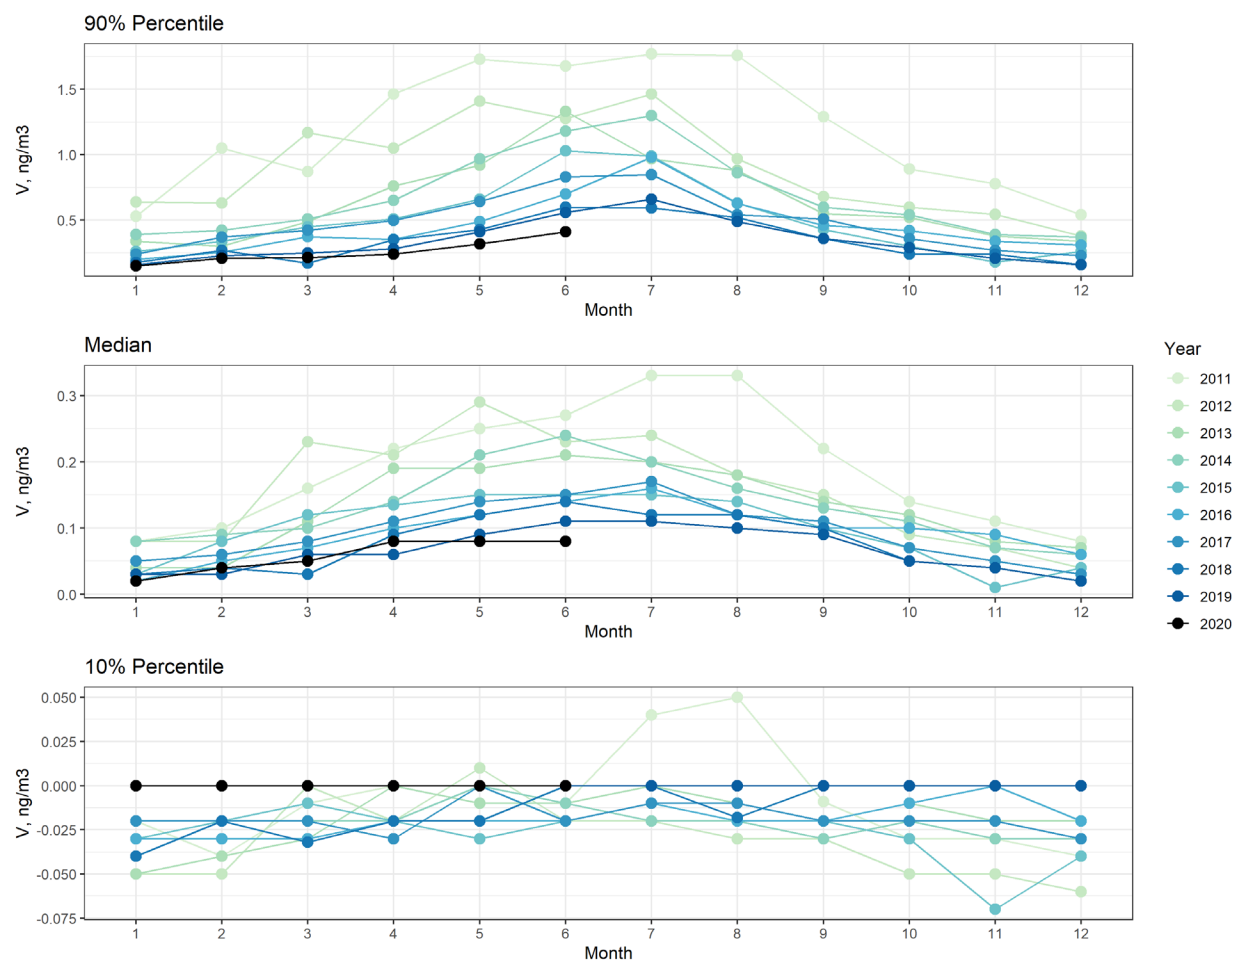 90% Percentile
V, ng/m3
1.5
1.0
0.5
1 2 3 4 5 6 7 8 9 10 11 12
Month
Median
V, ng/m3
0.3
0.2
0.1
0.0
1 2 3 4 5 6 7 8 9 10 11 12
Month
10% Percentile
V, ng/m3
0.050
0.025
0.000
-0.025
-0.050
-0.075
1 2 3 4 5 6 7 8 9 10 11 12
Month
Year
2011
2012
2013
2014
2015
2016
2017
2018
2019
2020